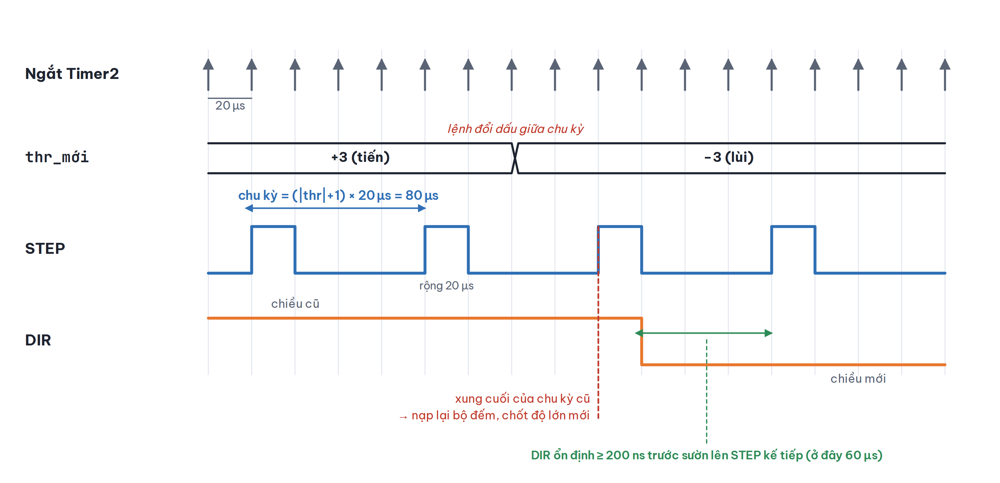 Ngắt Timer2
20 µs
lệnh đổi dấu giữa chu kỳ
thr_mới
+3 (tiến)
−3 (lùi)
chu kỳ = (|thr|+1) × 20 µs = 80 µs
STEP
rộng 20 µs
chiều cũ
DIR
chiều mới
xung cuối của chu kỳ cũ
→ nạp lại bộ đếm, chốt độ lớn mới
DIR ổn định ≥ 200 ns trước sườn lên STEP kế tiếp (ở đây 60 µs)